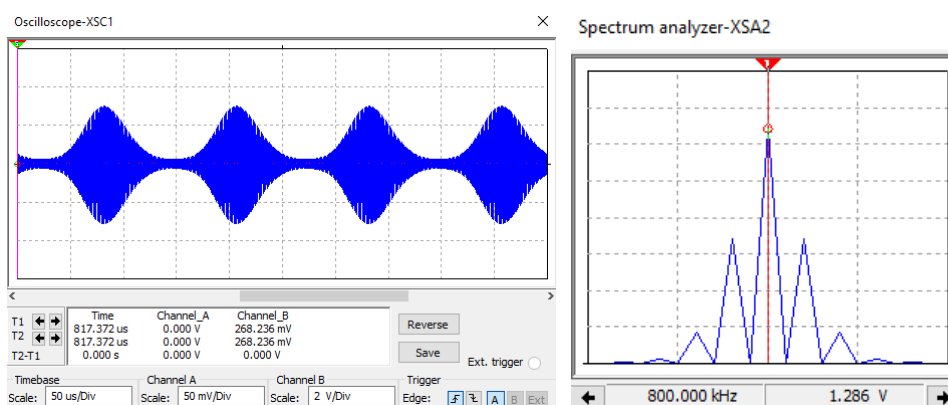 Oscilloscope-XSC1
Time Channel_A Channel_B
T1 817.372 us 0.000 V 268.236 mV
T2 817.372 us 0.000 V 268.236 mV
T2-T1 0.000 s 0.000 V 0.000 V
Reverse
Save
Ext. trigger
Timebase Channel A Channel B Trigger
Scale: 50 us/Div Scale: 50 mV/Div Scale: 2 V/Div Edge: A B Ext
Spectrum analyzer-XSA2
1
800.000 kHz 1.286 V